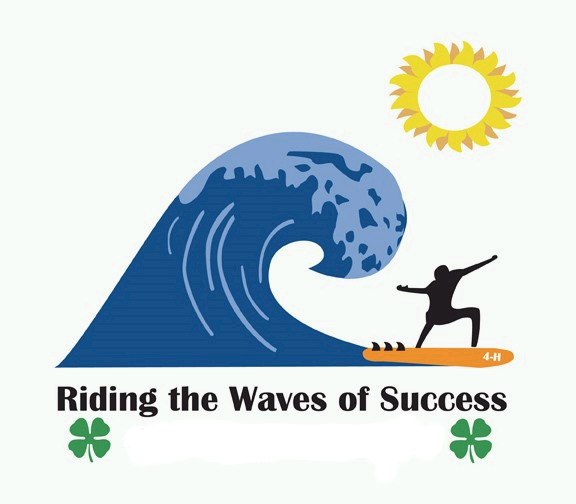 4-H
Riding the Waves of Success